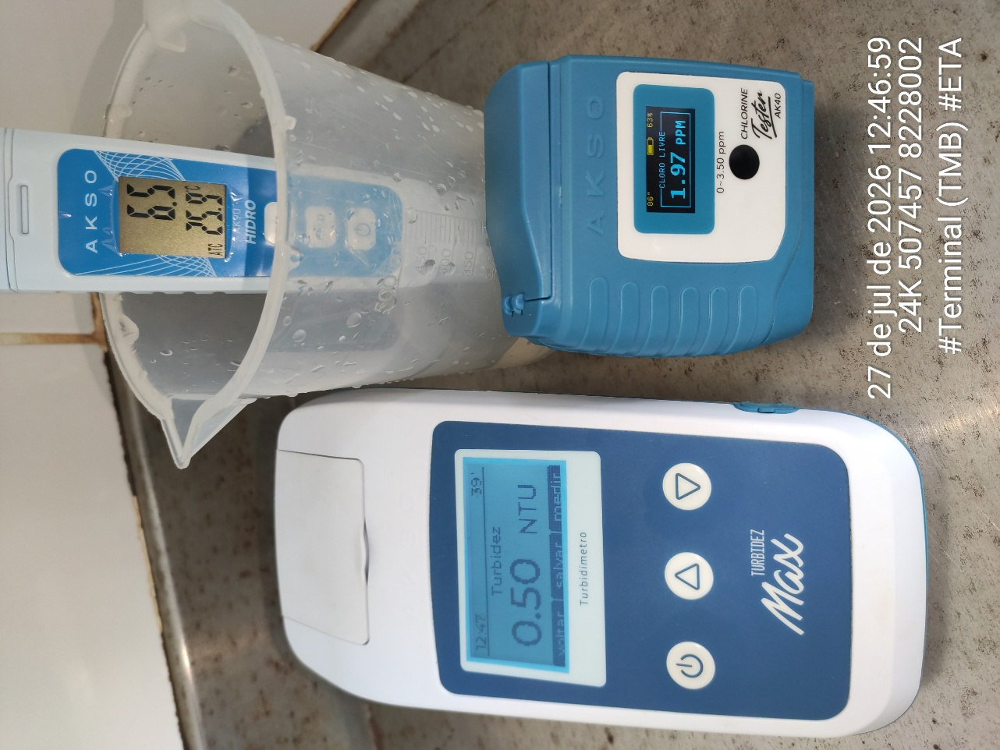 AKSO
6.5
25.9°C
ATC
AK90
HIDRO
500
AKSO
63%
CLORO LIVRE
1.97 PPM
0~3.50 ppm
CHLORINE
Tester
AK40
12:47
39'
Turbidez
0.50 NTU
voltar salvar medir
Turbidímetro
TURBIDEZ
Max
27 de jul de 2026 12:46:59
24K 507457 8228002
#Terminal (TMB) #ETA